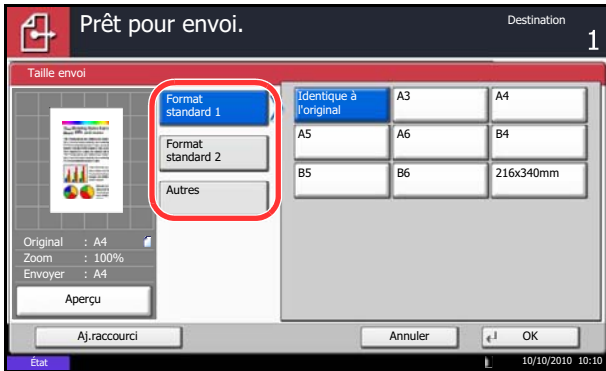 Prêt pour envoi.
Destination
1
Taille envoi
Format
standard 1
Format
standard 2
Autres
Identique à
l'original
A3
A4
A5
A6
B4
B5
B6
216x340mm
Original : A4
Zoom : 100%
Envoyer : A4
Aperçu
Aj.raccourci
Annuler
OK
État
10/10/2010 10:10